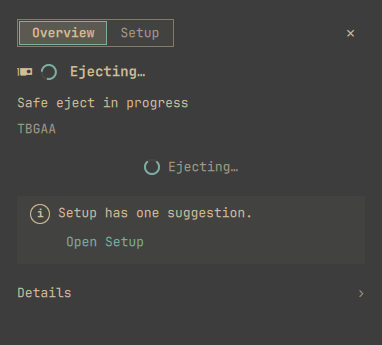 Overview Setup ×
Ejecting…
Safe eject in progress
TBGAA
Ejecting…
i Setup has one suggestion.
Open Setup
Details ›